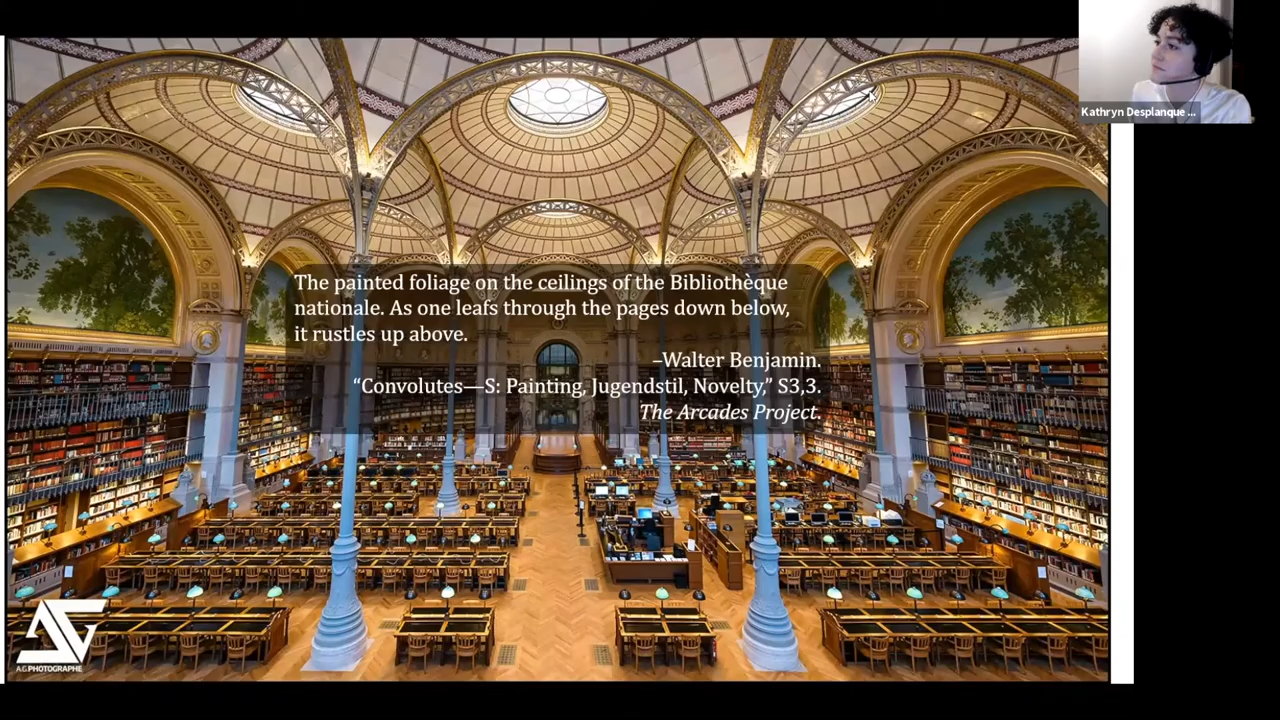 Kathryn Desplanque ...
The painted foliage on the ceilings of the Bibliothèque
nationale. As one leafs through the pages down below,
it rustles up above.
–Walter Benjamin.
“Convolutes—S: Painting, Jugendstil, Novelty,” S3,3.
The Arcades Project.
A.G.PHOTOGRAPHE